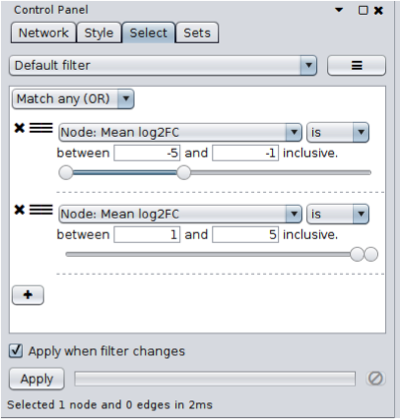 Control Panel
Network Style Select Sets
Default filter
Match any (OR)
Node: Mean log2FC is
between -5 and -1 inclusive.
Node: Mean log2FC is
between 1 and 5 inclusive.
Apply when filter changes
Apply
Selected 1 node and 0 edges in 2ms